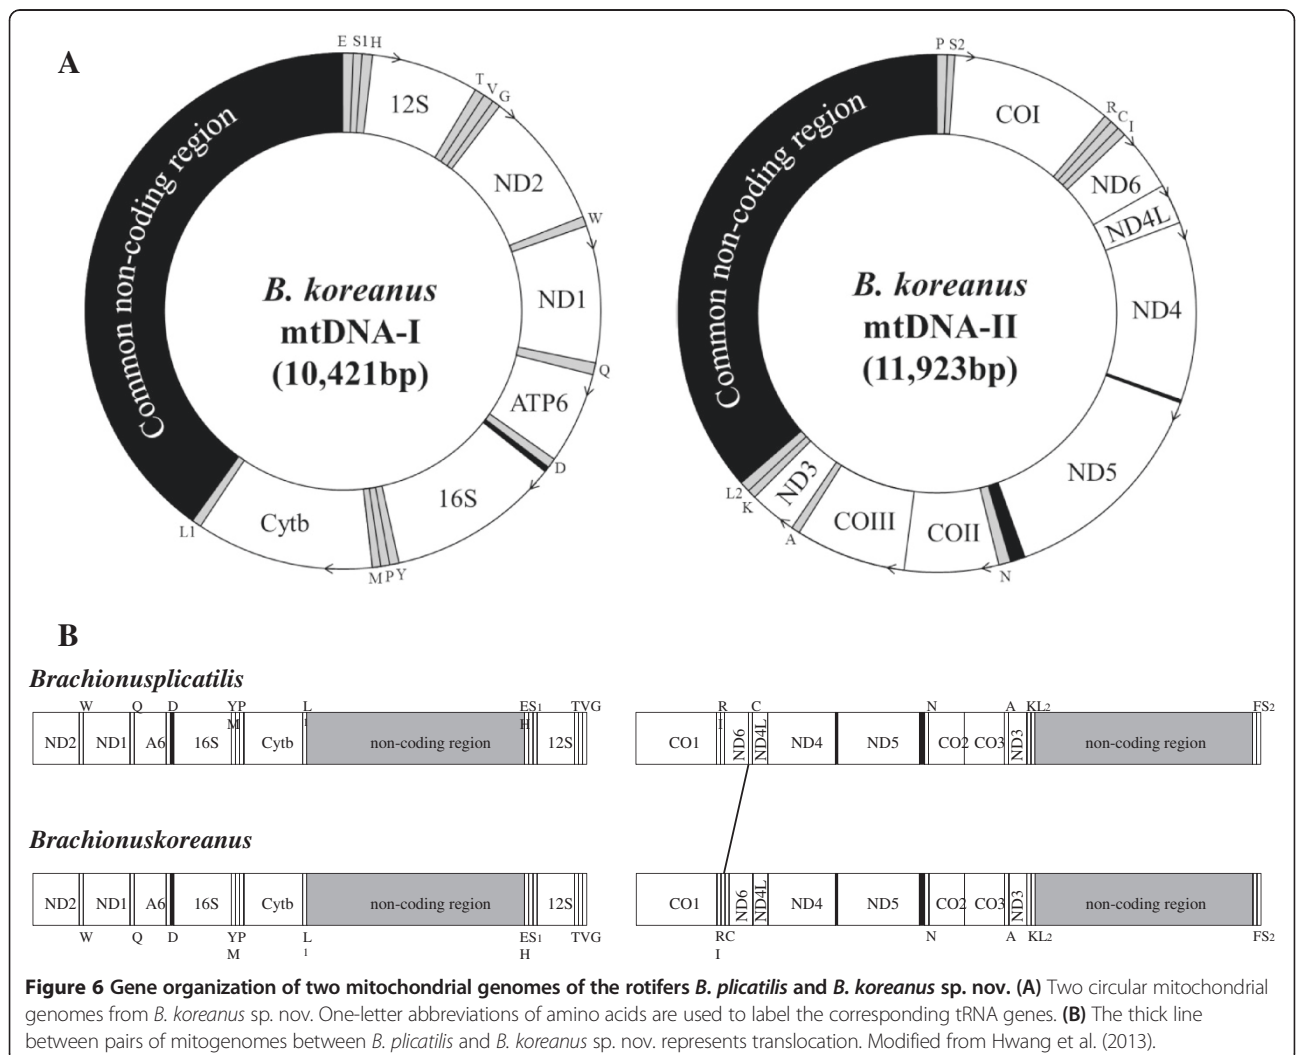 A
E S1 H
T V G
12S
ND2
W
ND1
Q
ATP6
D
16S
M P Y
Cytb
L1
Common non-coding region
B. koreanus
mtDNA-I
(10,421bp)
P S2
COI
R C I
ND6
ND4L
ND4
ND5
N
COII
COIII
A
ND3
K
L2
Common non-coding region
B. koreanus
mtDNA-II
(11,923bp)
B
Brachionusplicatilis
W Q D YP L ES1 TVG R C N A KL2 FS2
M 1 H I
ND2 ND1 A6 16S Cytb non-coding region 12S CO1 ND6 ND4L ND4 ND5 CO2 CO3 ND3 non-coding region
Brachionuskoreanus
ND2 ND1 A6 16S Cytb non-coding region 12S CO1 ND6 ND4L ND4 ND5 CO2 CO3 ND3 non-coding region
W Q D YP L ES1 TVG RC N A KL2 FS2
M 1 H I
Figure 6 Gene organization of two mitochondrial genomes of the rotifers B. plicatilis and B. koreanus sp. nov. (A) Two circular mitochondrial
genomes from B. koreanus sp. nov. One-letter abbreviations of amino acids are used to label the corresponding tRNA genes. (B) The thick line
between pairs of mitogenomes between B. plicatilis and B. koreanus sp. nov. represents translocation. Modified from Hwang et al. (2013).